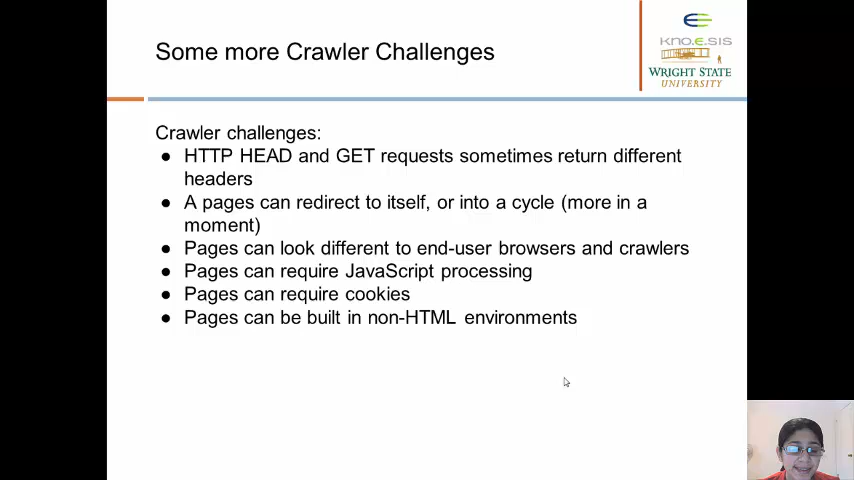 Some more Crawler Challenges
KNO.E.SIS
WRIGHT STATE
UNIVERSITY
Crawler challenges:
● HTTP HEAD and GET requests sometimes return different
headers
● A pages can redirect to itself, or into a cycle (more in a
moment)
● Pages can look different to end-user browsers and crawlers
● Pages can require JavaScript processing
● Pages can require cookies
● Pages can be built in non-HTML environments